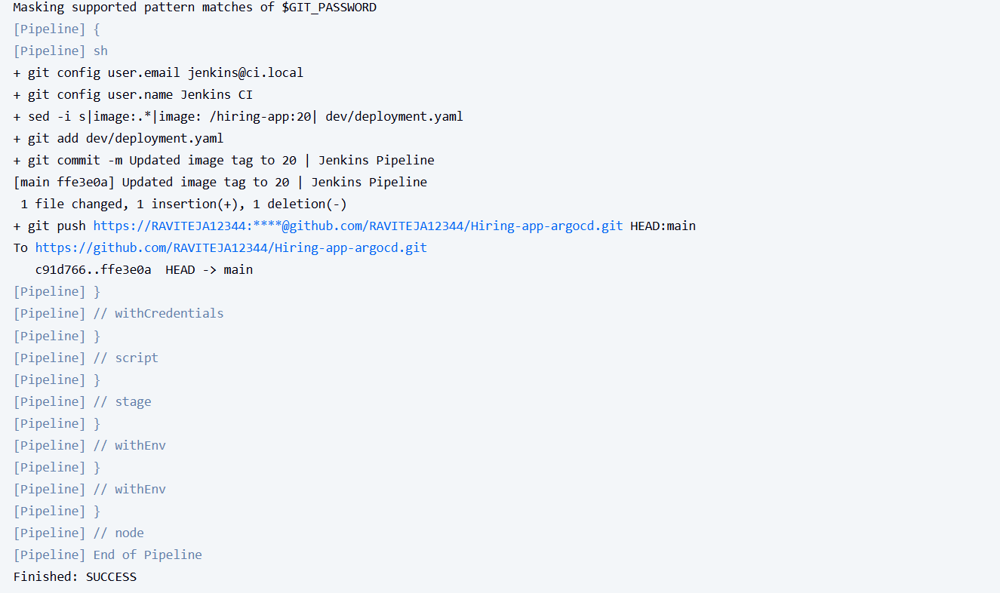 Masking supported pattern matches of $GIT_PASSWORD
[Pipeline] {
[Pipeline] sh
+ git config user.email jenkins@ci.local
+ git config user.name Jenkins CI
+ sed -i s|image:.*|image: /hiring-app:20| dev/deployment.yaml
+ git add dev/deployment.yaml
+ git commit -m Updated image tag to 20 | Jenkins Pipeline
[main ffe3e0a] Updated image tag to 20 | Jenkins Pipeline
 1 file changed, 1 insertion(+), 1 deletion(-)
+ git push https://RAVITEJA12344:****@github.com/RAVITEJA12344/Hiring-app-argocd.git HEAD:main
To https://github.com/RAVITEJA12344/Hiring-app-argocd.git
   c91d766..ffe3e0a  HEAD -> main
[Pipeline] }
[Pipeline] // withCredentials
[Pipeline] }
[Pipeline] // script
[Pipeline] }
[Pipeline] // stage
[Pipeline] }
[Pipeline] // withEnv
[Pipeline] }
[Pipeline] // withEnv
[Pipeline] }
[Pipeline] // node
[Pipeline] End of Pipeline
Finished: SUCCESS